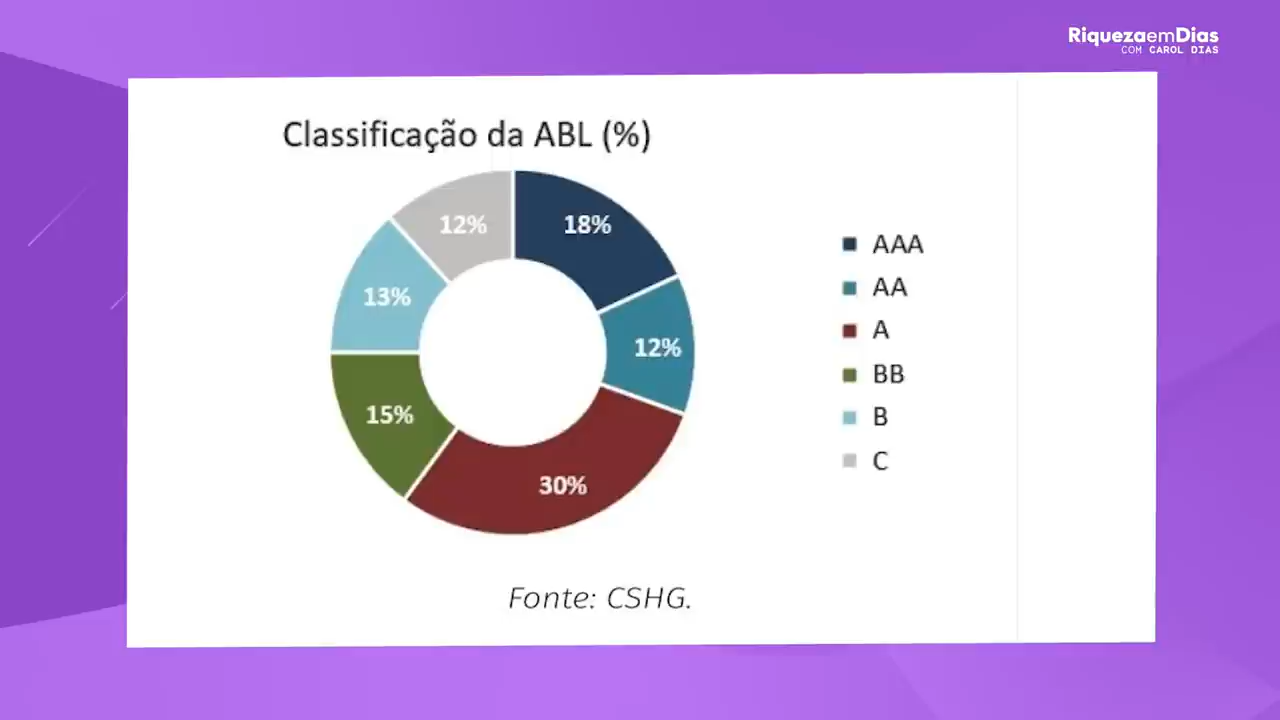 RiquezaemDias
COM CAROL DIAS
Classificação da ABL (%)
12%
18%
13%
12%
15%
30%
AAA
AA
A
BB
B
C
Fonte: CSHG.